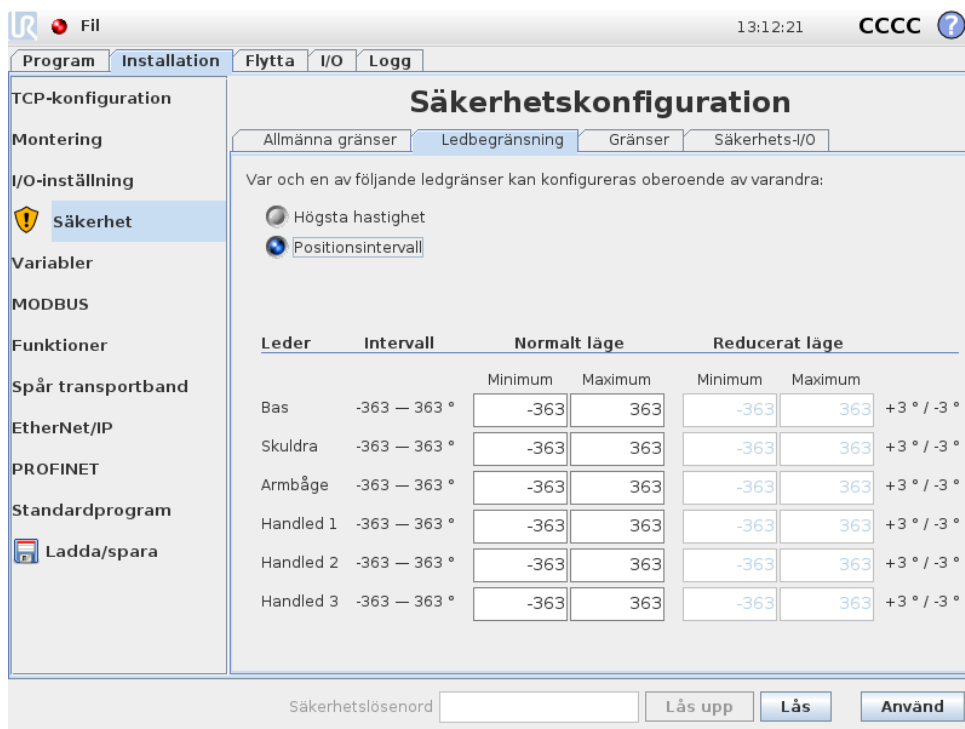 UR Fil 13:12:21 CCCC ?
Program Installation Flytta I/O Logg
TCP-konfiguration
Montering
I/O-inställning
Säkerhet
Variabler
MODBUS
Funktioner
Spår transportband
EtherNet/IP
PROFINET
Standardprogram
Ladda/spara
Säkerhetskonfiguration
Allmänna gränser Ledbegränsning Gränser Säkerhets-I/O
Var och en av följande ledgränser kan konfigureras oberoende av varandra:
Högsta hastighet
Positionsintervall
Leder Intervall Normalt läge Reducerat läge
Minimum Maximum Minimum Maximum
Bas -363 — 363 ° -363 363 -363 363 +3 ° / -3 °
Skuldra -363 — 363 ° -363 363 -363 363 +3 ° / -3 °
Armbåge -363 — 363 ° -363 363 -363 363 +3 ° / -3 °
Handled 1 -363 — 363 ° -363 363 -363 363 +3 ° / -3 °
Handled 2 -363 — 363 ° -363 363 -363 363 +3 ° / -3 °
Handled 3 -363 — 363 ° -363 363 -363 363 +3 ° / -3 °
Säkerhetslösenord Lås upp Lås Använd